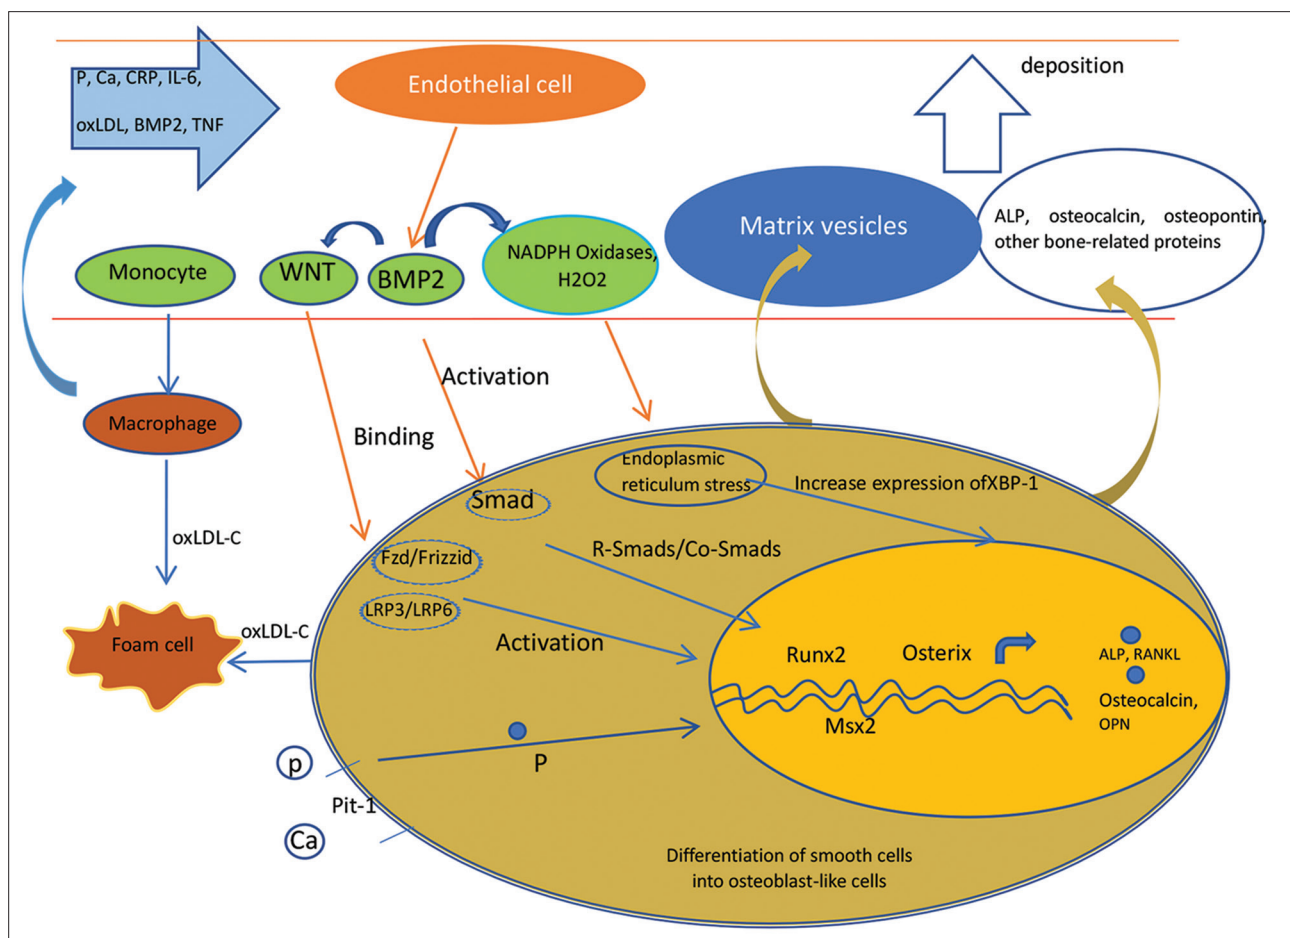 P, Ca, CRP, IL-6,
oxLDL, BMP2, TNF
Endothelial cell
deposition
Matrix vesicles
ALP, osteocalcin, osteopontin,
other bone-related proteins
Monocyte
WNT
BMP2
NADPH Oxidases,
H2O2
Activation
Binding
Macrophage
oxLDL-C
Foam cell
oxLDL-C
Endoplasmic
reticulum stress
Increase expression ofXBP-1
Smad
R-Smads/Co-Smads
Fzd/Frizzid
LRP3/LRP6
Activation
Runx2
Osterix
Msx2
ALP, RANKL
Osteocalcin,
OPN
p
P
Pit-1
Ca
Differentiation of smooth cells
into osteoblast-like cells